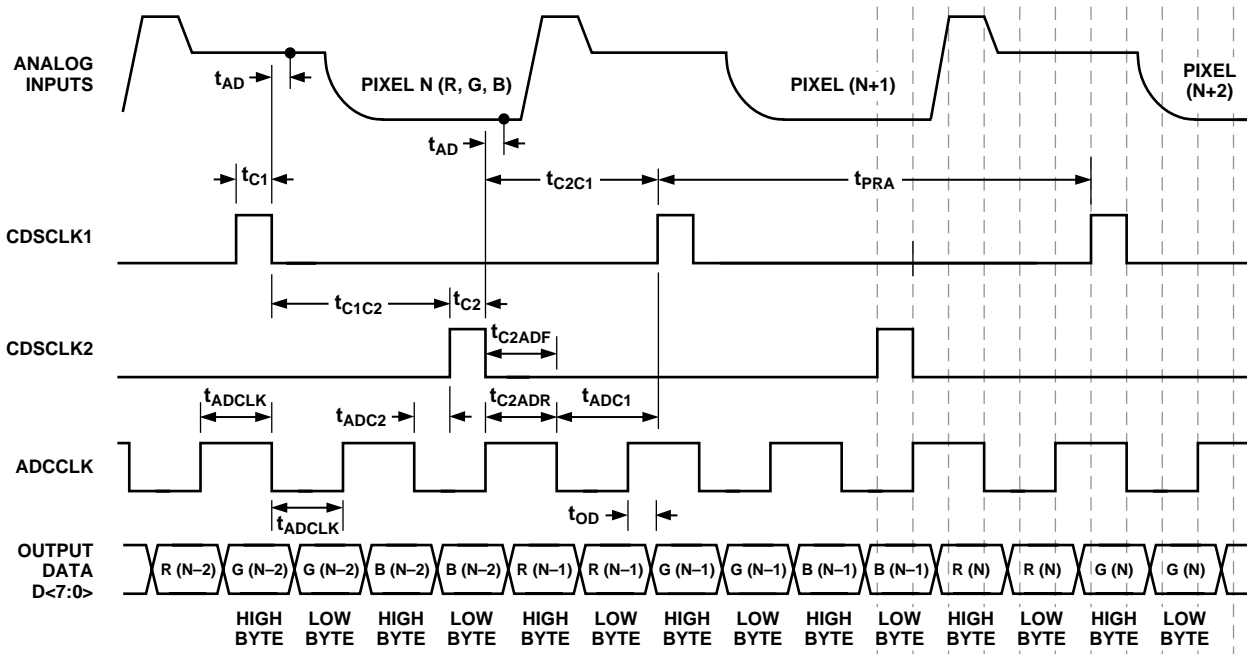 ANALOG
INPUTS
tAD
PIXEL N (R, G, B)
PIXEL (N+1)
PIXEL
(N+2)
tAD
tC1
tC2C1
tPRA
CDSCLK1
tC1C2
tC2
tC2ADF
CDSCLK2
tADCLK
tADC2
tC2ADR
tADC1
ADCCLK
tADCLK
tOD
OUTPUT
DATA
D<7:0>
R (N–2) G (N–2) G (N–2) B (N–2) B (N–2) R (N–1) R (N–1) G (N–1) G (N–1) B (N–1) B (N–1) R (N) R (N) G (N) G (N)
HIGH LOW HIGH LOW HIGH LOW HIGH LOW HIGH LOW HIGH LOW HIGH LOW
BYTE BYTE BYTE BYTE BYTE BYTE BYTE BYTE BYTE BYTE BYTE BYTE BYTE BYTE